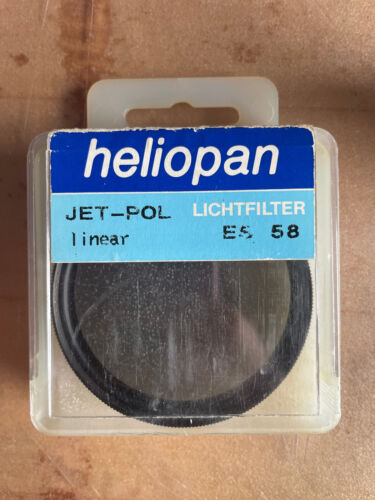 heliopan
JET-POL LICHTFILTER
linear ES 58